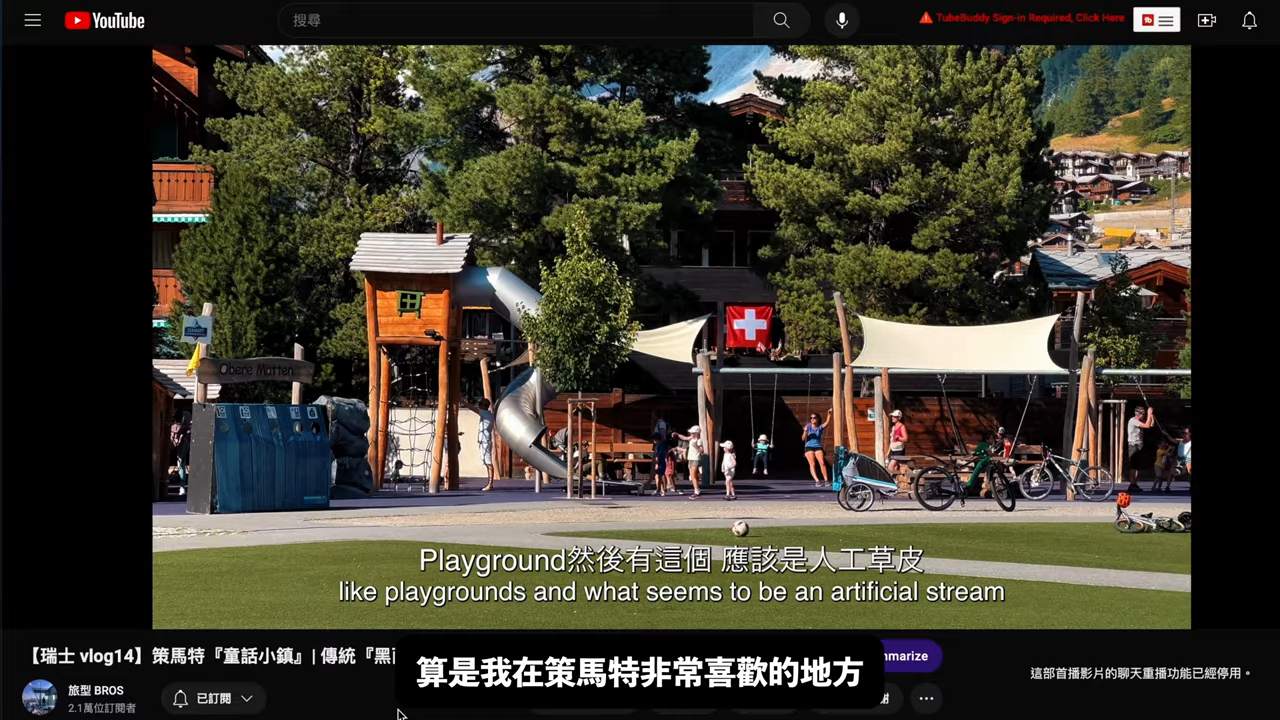 YouTube
搜尋
TubeBuddy Sign-in Required, Click Here
Obere Matten
Playground然後有這個 應該是人工草皮
like playgrounds and what seems to be an artificial stream
【瑞士 vlog14】策馬特『童話小鎮』| 傳統『黑
算是我在策馬特非常喜歡的地方
marize
這部首播影片的聊天重播功能已經停用。
旅型 BROS
2.1萬位訂閱者
已訂閱